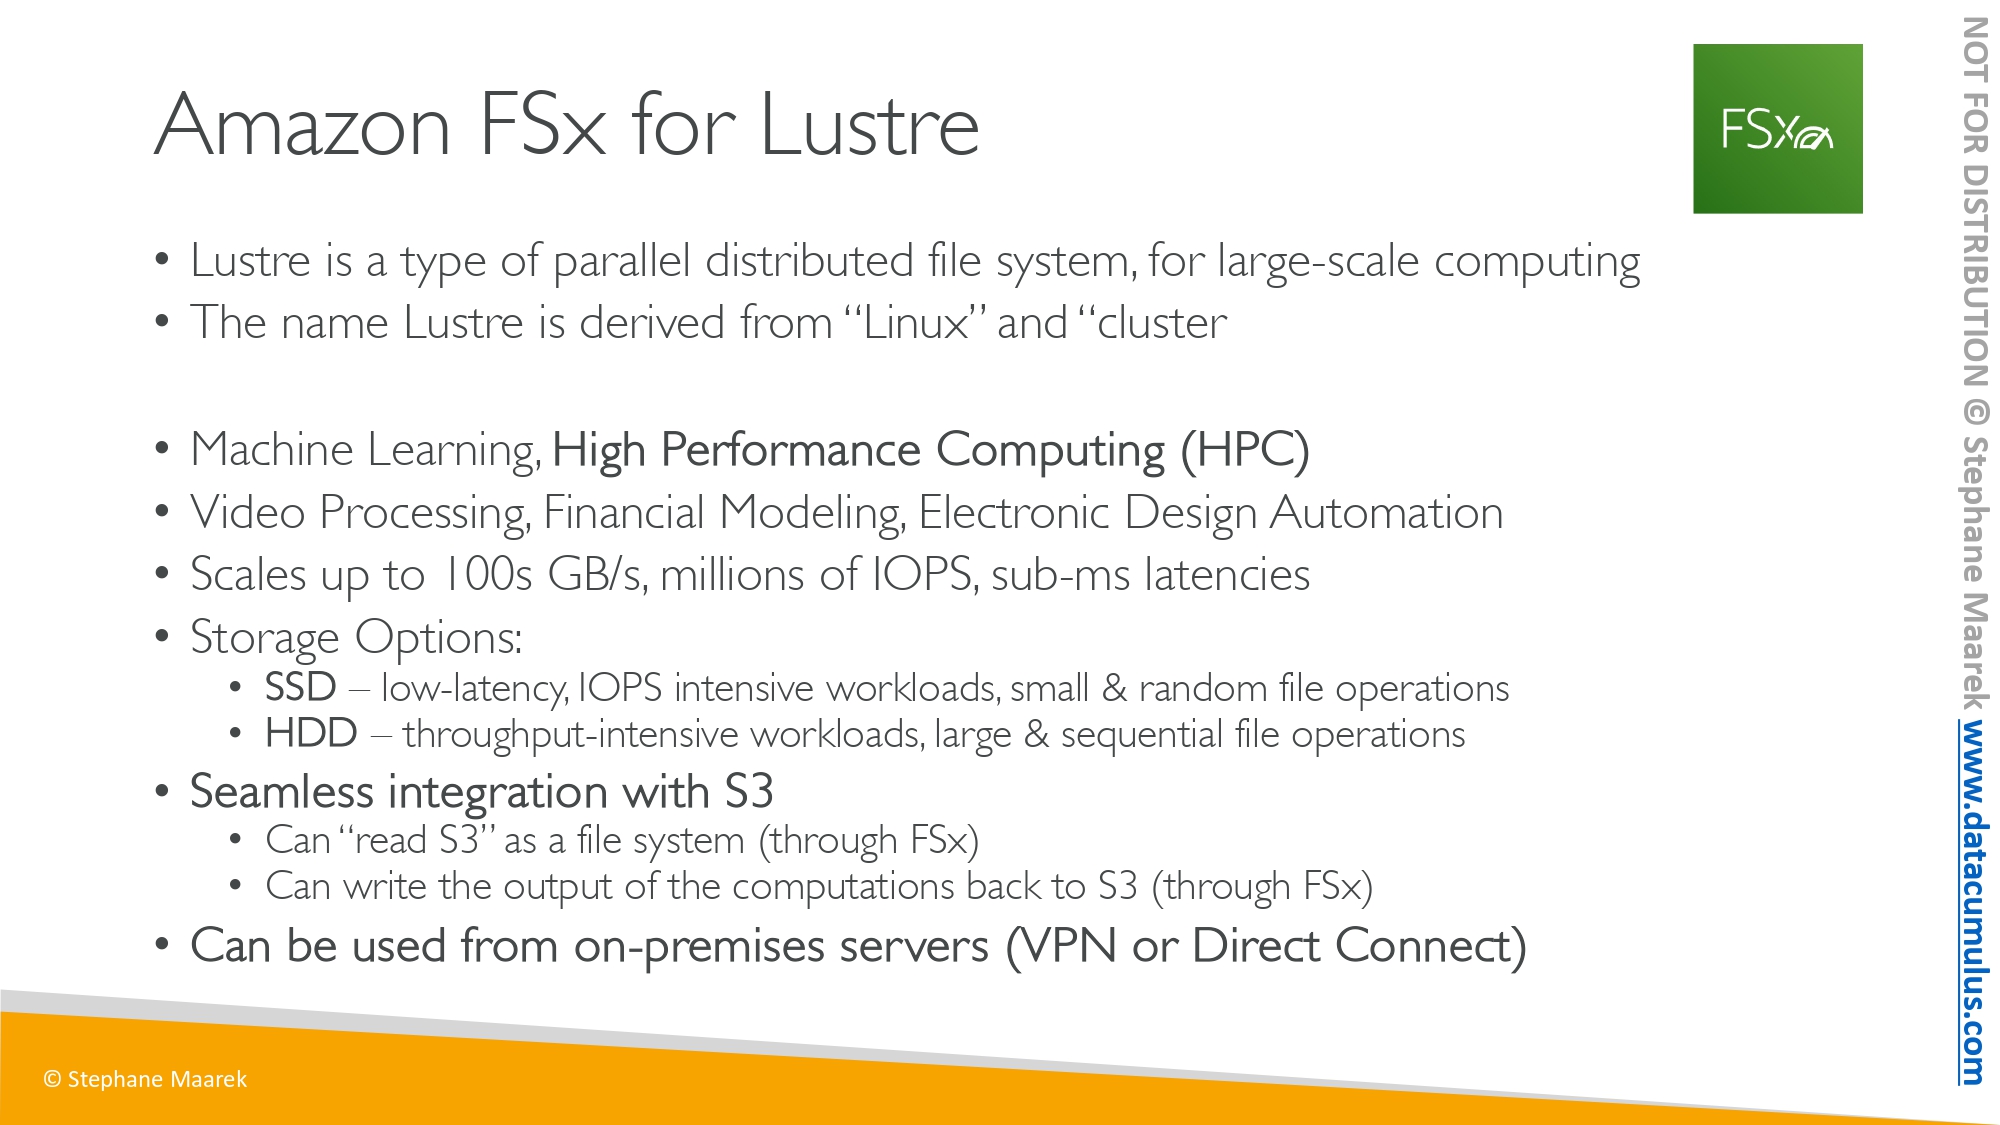 Amazon FSx for Lustre
FSx
• Lustre is a type of parallel distributed file system, for large-scale computing
• The name Lustre is derived from “Linux” and “cluster
• Machine Learning, High Performance Computing (HPC)
• Video Processing, Financial Modeling, Electronic Design Automation
• Scales up to 100s GB/s, millions of IOPS, sub-ms latencies
• Storage Options:
• SSD – low-latency, IOPS intensive workloads, small & random file operations
• HDD – throughput-intensive workloads, large & sequential file operations
• Seamless integration with S3
• Can “read S3” as a file system (through FSx)
• Can write the output of the computations back to S3 (through FSx)
• Can be used from on-premises servers (VPN or Direct Connect)
© Stephane Maarek
NOT FOR DISTRIBUTION © Stephane Maarek www.datacumulus.com